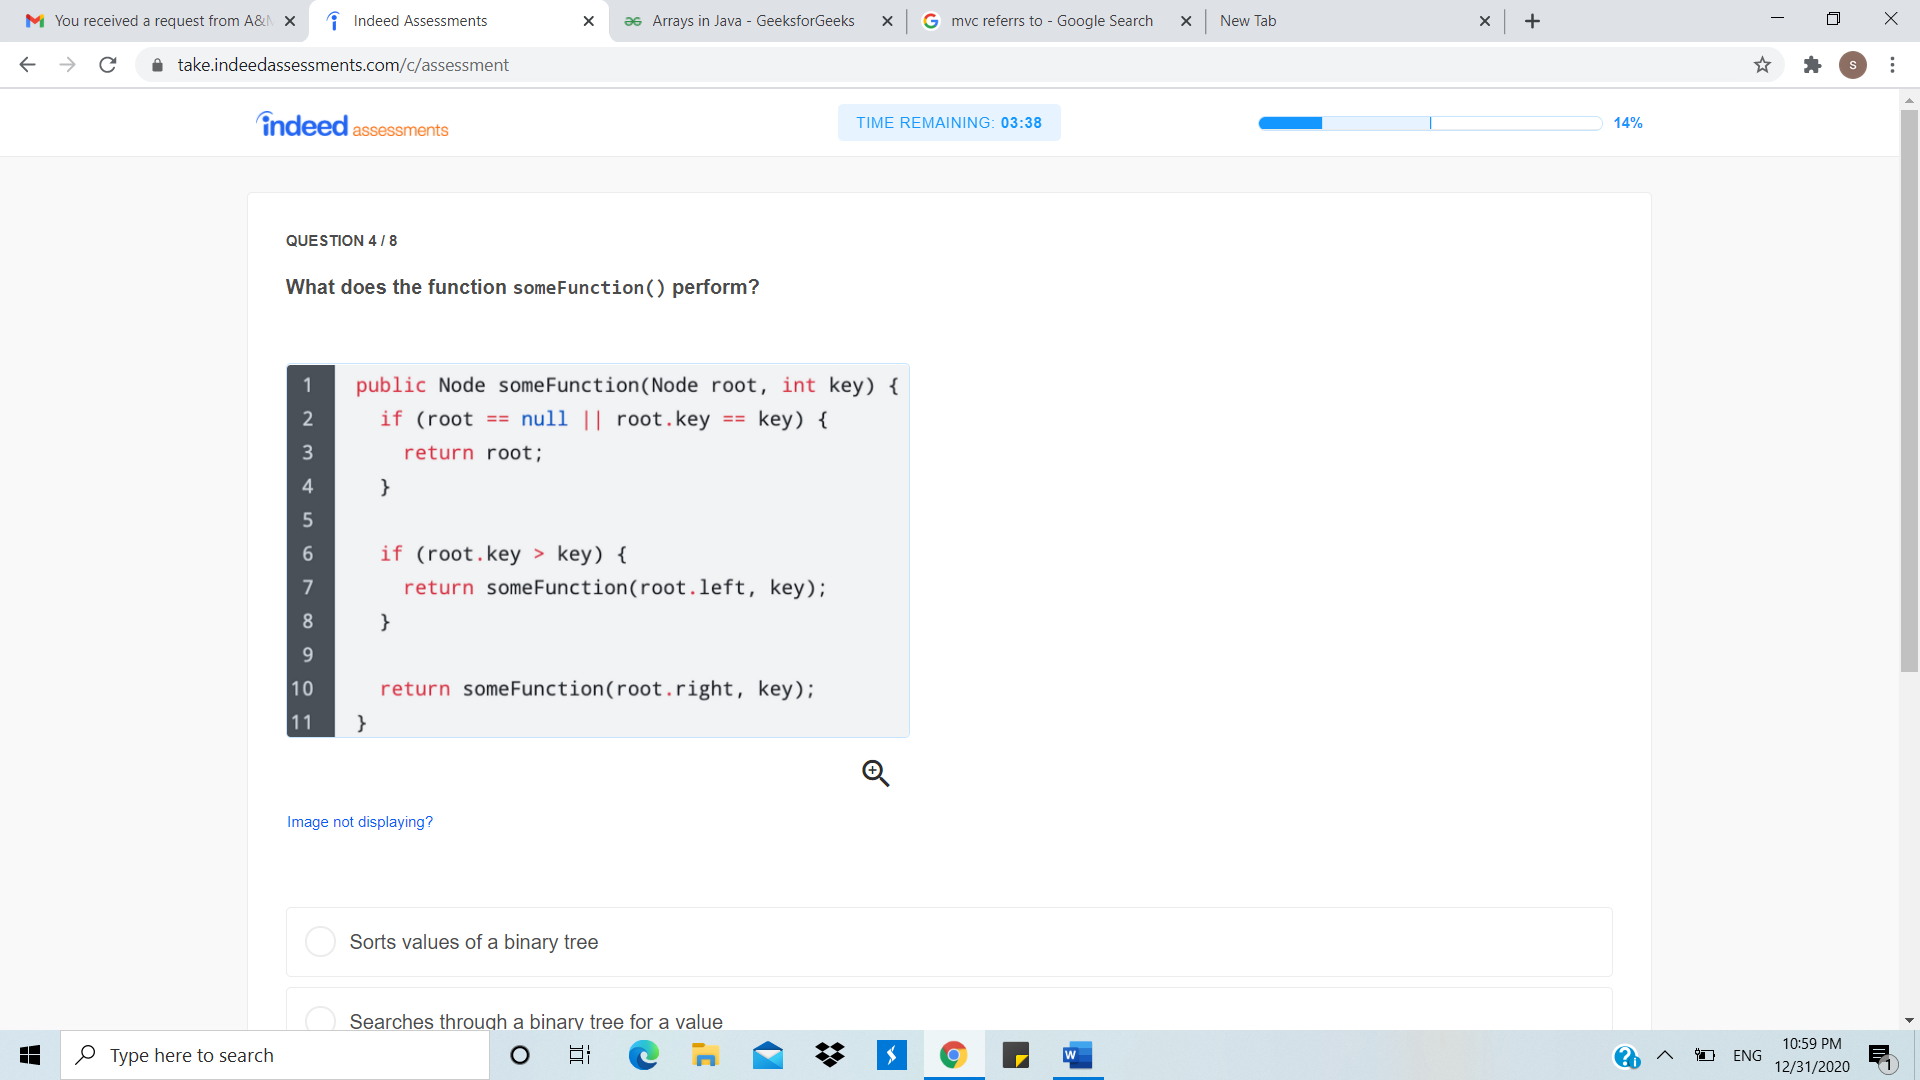 You received a request from A&M
Indeed Assessments
Arrays in Java - GeeksforGeeks
mvc referrs to - Google Search
New Tab
take.indeedassessments.com/c/assessment
S
indeed assessments
TIME REMAINING: 03:38
14%
QUESTION 4 / 8
What does the function someFunction() perform?
1 public Node someFunction(Node root, int key) {
2 if (root == null || root.key == key) {
3 return root;
4 }
5
6 if (root.key > key) {
7 return someFunction(root.left, key);
8 }
9
10 return someFunction(root.right, key);
11 }
Image not displaying?
Sorts values of a binary tree
Searches through a binary tree for a value
Type here to search
W
ENG
10:59 PM
12/31/2020
1